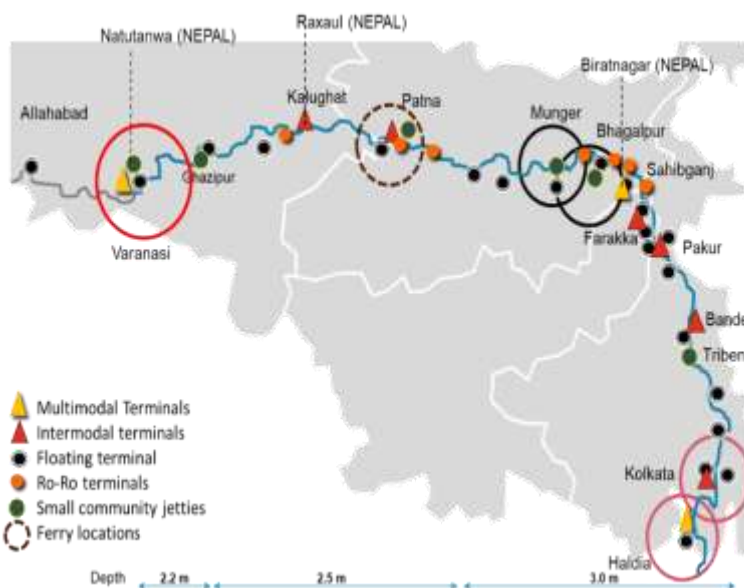 Raxaul (NEPAL)
Natutanwa (NEPAL)
Biratnagar (NEPAL)
Allahabad
Kalughat
Patna
Munger
Bhagalpur
Ghazipur
Sahibganj
Varanasi
Farakka
Pakur
Bande
Triben
Multimodal Terminals
Intermodal terminals
Floating terminal
Ro-Ro terminals
Small community jetties
Ferry locations
Kolkata
Haldia
Depth 2.2 m 2.5 m 3.0 m